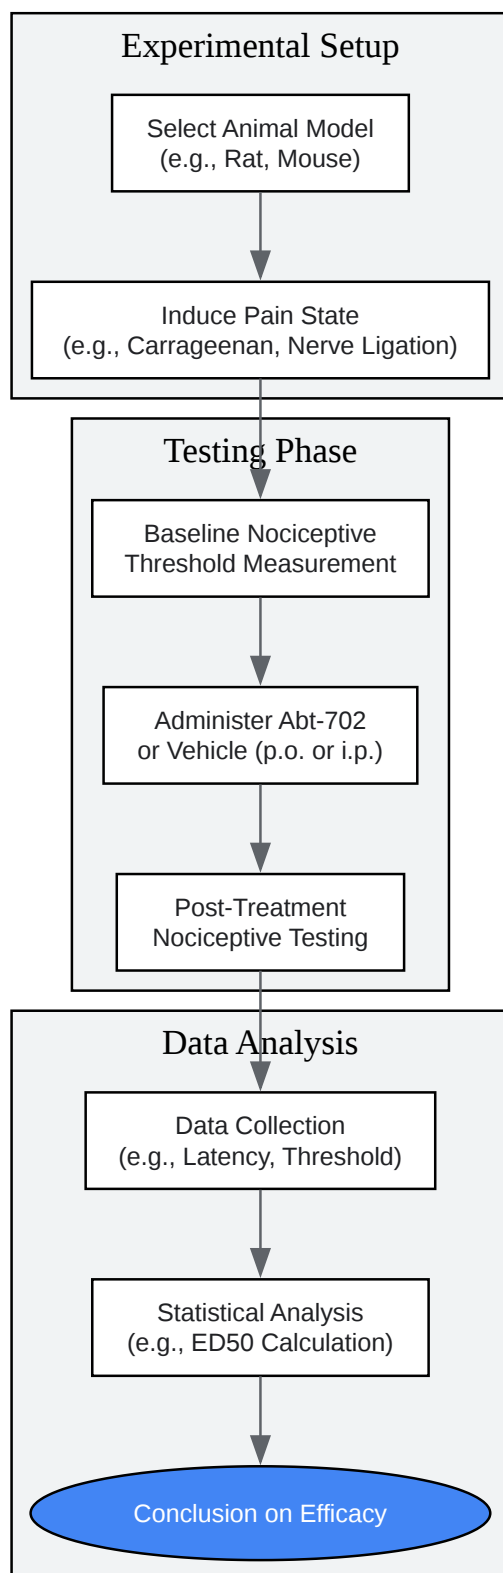 Experimental Setup
Select Animal Model
(e.g., Rat, Mouse)
Induce Pain State
(e.g., Carrageenan, Nerve Ligation)
Testing Phase
Baseline Nociceptive
Threshold Measurement
Administer Abt-702
or Vehicle (p.o. or i.p.)
Post-Treatment
Nociceptive Testing
Data Analysis
Data Collection
(e.g., Latency, Threshold)
Statistical Analysis
(e.g., ED50 Calculation)
Conclusion on Efficacy